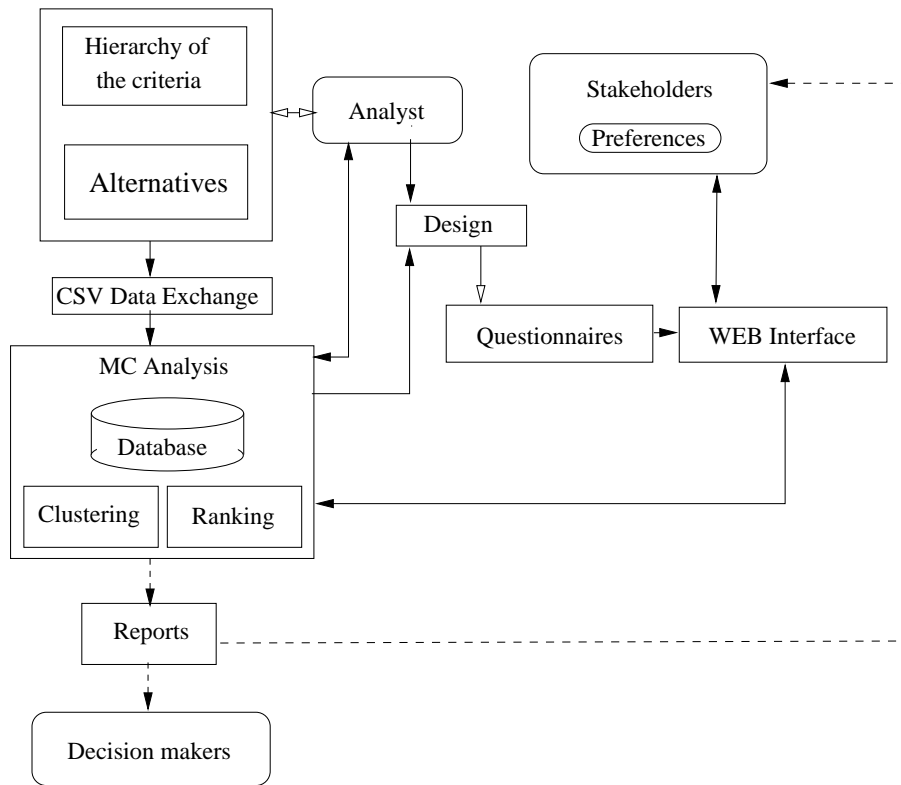 Hierarchy of
the criteria
Alternatives
Analyst
Stakeholders
Preferences
Design
CSV Data Exchange
Questionnaires
WEB Interface
MC Analysis
Database
Clustering
Ranking
Reports
Decision makers